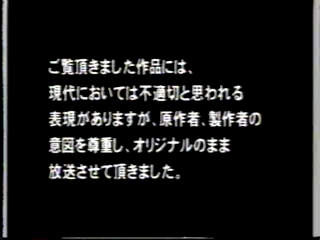 ご覧頂きました作品には、
現代においては不適切と思われる
表現がありますが、原作者、製作者の
意図を尊重し、オリジナルのまま
放送させて頂きました。